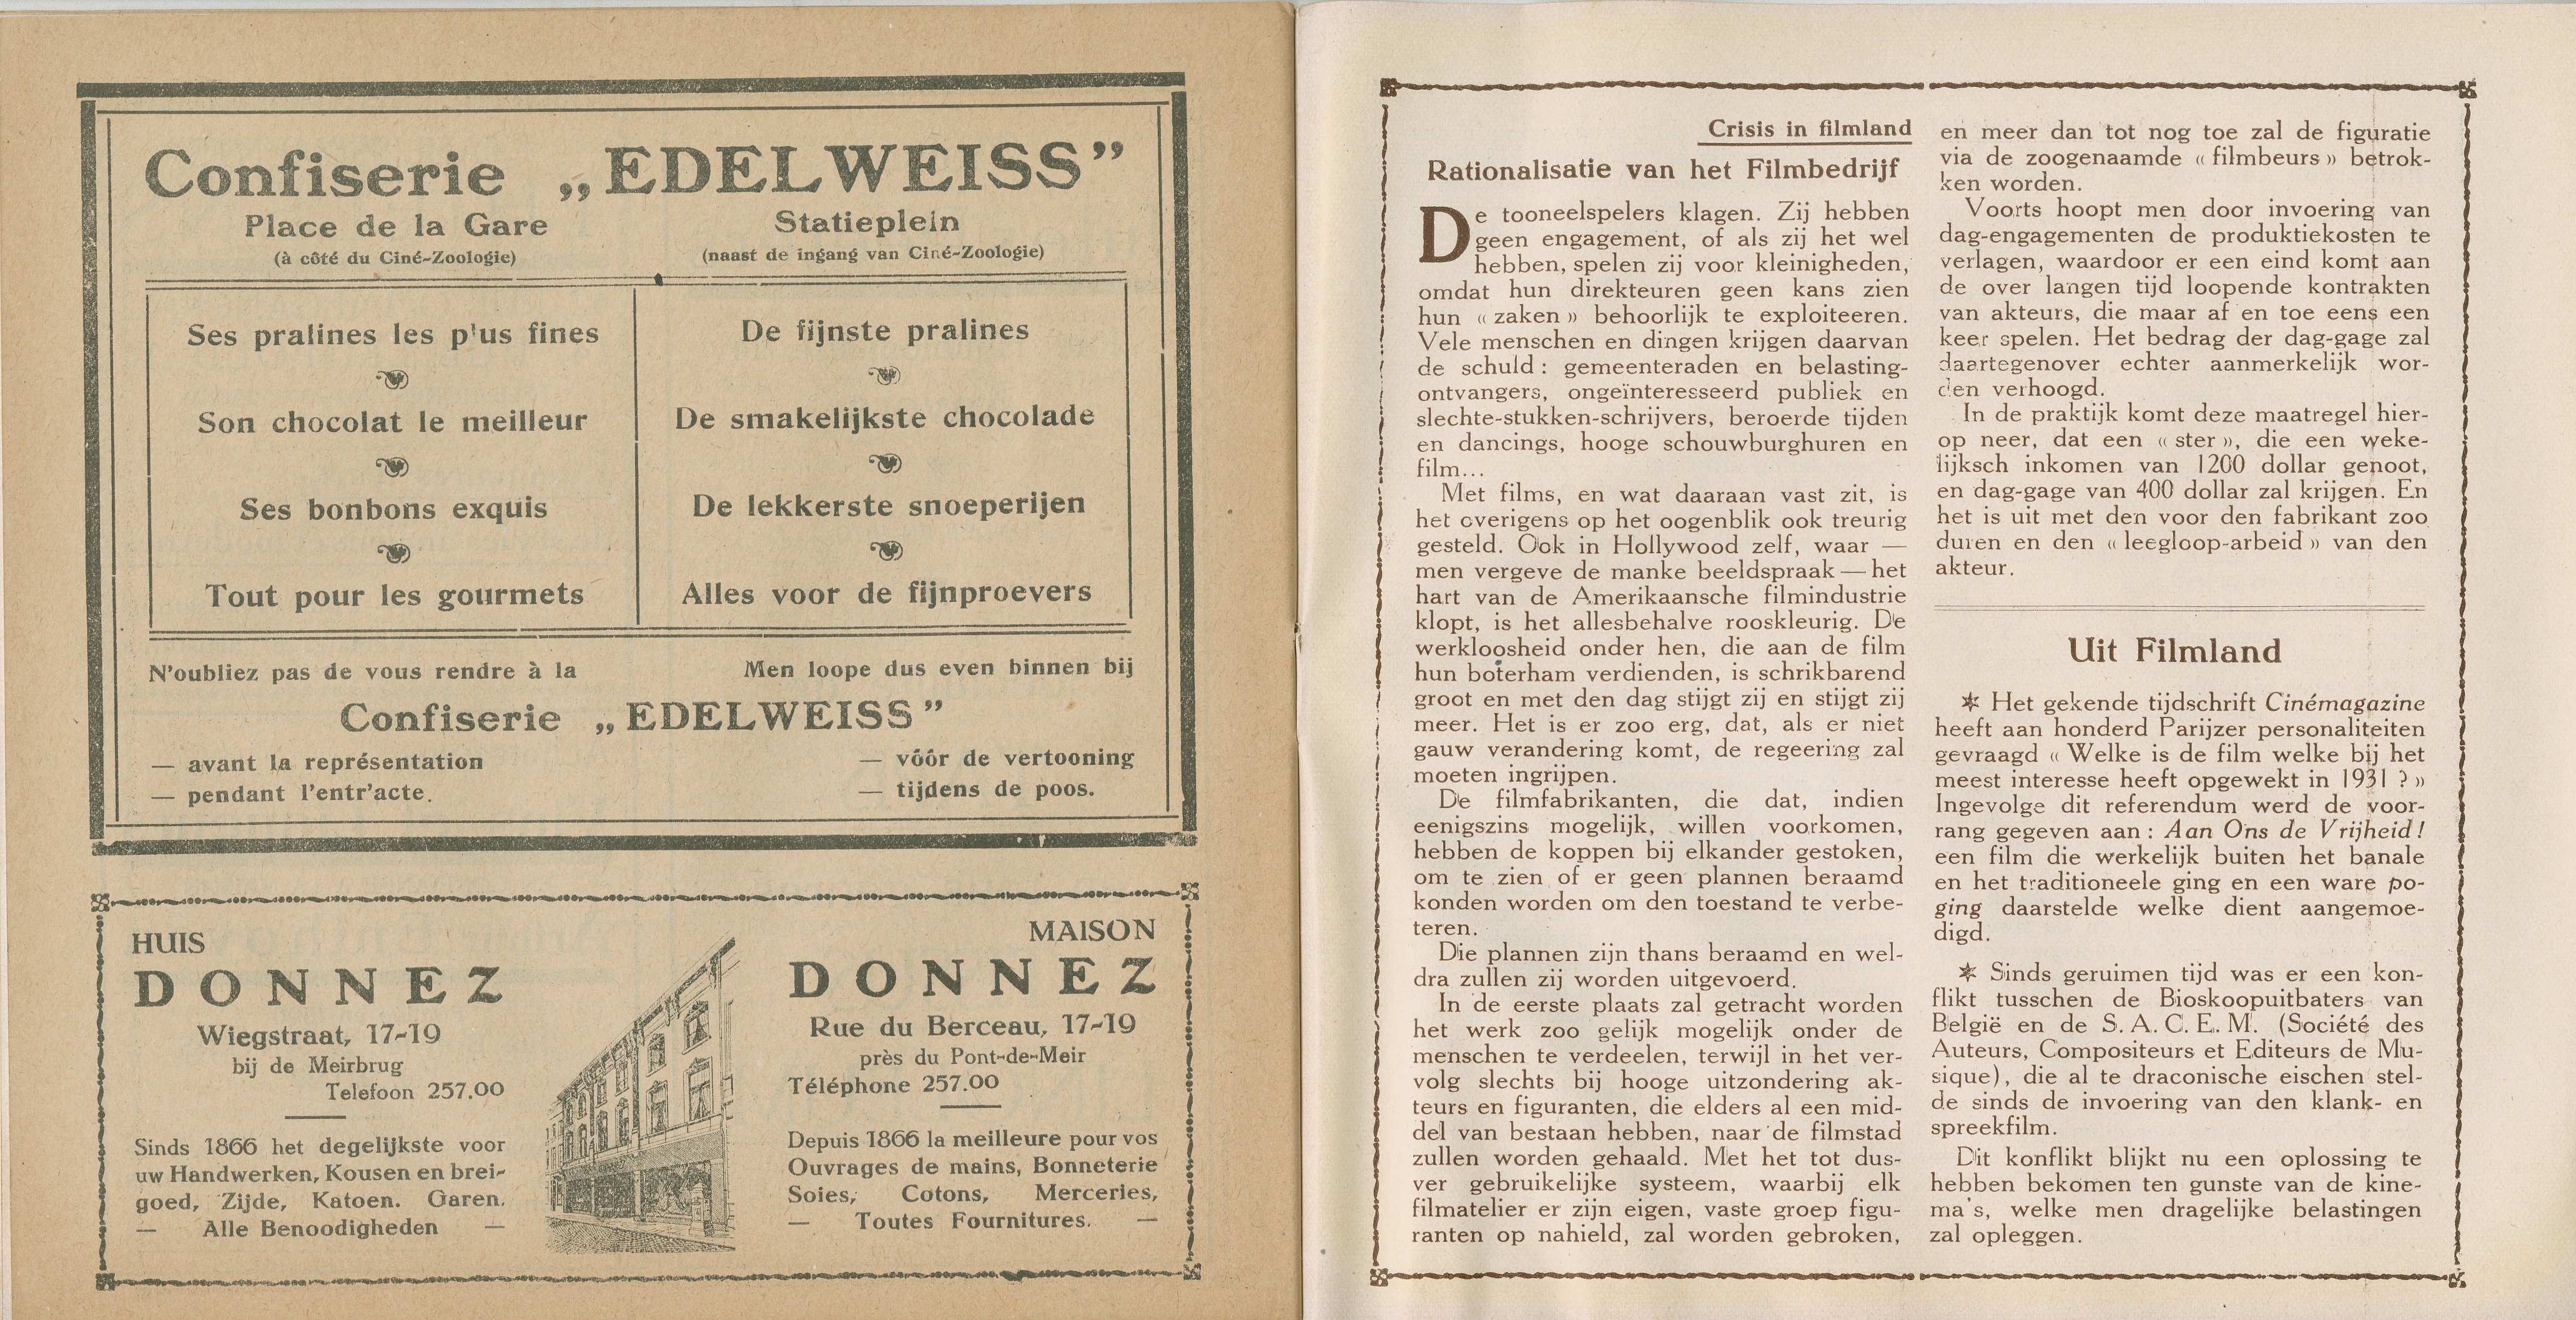 Confiserie „EDELWEISS”
Place de la Gare
(à côté du Ciné-Zoologie)
Statieplein
(naast de ingang van Ciné-Zoologie)
Ses pralines les plus fines
Son chocolat le meilleur
Ses bonbons exquis
Tout pour les gourmets
De fijnste pralines
De smakelijkste chocolade
De lekkerste snoeperijen
Alles voor de fijnproevers
N'oubliez pas de vous rendre à la
Men loope dus even binnen bij
Confiserie „EDELWEISS”
— avant la représentation
— pendant l'entr'acte.
— vóór de vertooning
— tijdens de poos.
HUIS
DONNEZ
Wiegstraat, 17-19
bij de Meirbrug
Telefoon 257.00
Sinds 1866 het degelijkste voor
uw Handwerken, Kousen en brei-
goed, Zijde, Katoen. Garen.
— Alle Benoodigheden —
MAISON
DONNEZ
Rue du Berceau, 17-19
près du Pont-de-Meir
Téléphone 257.00
Depuis 1866 la meilleure pour vos
Ouvrages de mains, Bonneterie
Soies, Cotons, Merceries,
— Toutes Fournitures. —
Crisis in filmland
Rationalisatie van het Filmbedrijf
De tooneelspelers klagen. Zij hebben
geen engagement, of als zij het wel
hebben, spelen zij voor kleinigheden,
omdat hun direkteuren geen kans zien
hun « zaken » behoorlijk te exploiteeren.
Vele menschen en dingen krijgen daarvan
de schuld : gemeenteraden en belasting-
ontvangers, ongeïnteresseerd publiek en
slechte-stukken-schrijvers, beroerde tijden
en dancings, hooge schouwburghuren en
film...
Met films, en wat daaraan vast zit, is
het overigens op het oogenblik ook treurig
gesteld. Ook in Hollywood zelf, waar —
men vergeve de manke beeldspraak — het
hart van de Amerikaansche filmindustrie
klopt, is het allesbehalve rooskleurig. De
werkloosheid onder hen, die aan de film
hun boterham verdienden, is schrikbarend
groot en met den dag stijgt zij en stijgt zij
meer. Het is er zoo erg, dat, als er niet
gauw verandering komt, de regeering zal
moeten ingrijpen.
De filmfabrikanten, die dat, indien
eenigszins mogelijk, willen voorkomen,
hebben de koppen bij elkander gestoken,
om te zien of er geen plannen beraamd
konden worden om den toestand te verbe-
teren.
Die plannen zijn thans beraamd en wel-
dra zullen zij worden uitgevoerd.
In de eerste plaats zal getracht worden
het werk zoo gelijk mogelijk onder de
menschen te verdeelen, terwijl in het ver-
volg slechts bij hooge uitzondering ak-
teurs en figuranten, die elders al een mid-
del van bestaan hebben, naar de filmstad
zullen worden gehaald. Met het tot dus-
ver gebruikelijke systeem, waarbij elk
filmatelier er zijn eigen, vaste groep figu-
ranten op nahield, zal worden gebroken,
en meer dan tot nog toe zal de figuratie
via de zoogenaamde « filmbeurs » betrok-
ken worden.
Voorts hoopt men door invoering van
dag-engagementen de produktiekosten te
verlagen, waardoor er een eind komt aan
de over langen tijd loopende kontrakten
van akteurs, die maar af en toe eens een
keer spelen. Het bedrag der dag-gage zal
daartegenover echter aanmerkelijk wor-
den verhoogd.
In de praktijk komt deze maatregel hier-
op neer, dat een « ster », die een weke-
lijksch inkomen van 1200 dollar genoot,
en dag-gage van 400 dollar zal krijgen. En
het is uit met den voor den fabrikant zoo
duren en den « leegloop-arbeid » van den
akteur.
Uit Filmland
✶ Het gekende tijdschrift Cinémagazine
heeft aan honderd Parijzer personaliteiten
gevraagd « Welke is de film welke bij het
meest interesse heeft opgewekt in 1931 ? »
Ingevolge dit referendum werd de voor-
rang gegeven aan : Aan Ons de Vrijheid !
een film die werkelijk buiten het banale
en het traditioneele ging en een ware po-
ging daarstelde welke dient aangemoe-
digd.
✶ Sinds geruimen tijd was er een kon-
flikt tusschen de Bioskoopuitbaters van
België en de S. A. C. E. M. (Société des
Auteurs, Compositeurs et Editeurs de Mu-
sique), die al te draconische eischen stel-
de sinds de invoering van den klank- en
spreekfilm.
Dit konflikt blijkt nu een oplossing te
hebben bekomen ten gunste van de kine-
ma's, welke men dragelijke belastingen
zal opleggen.